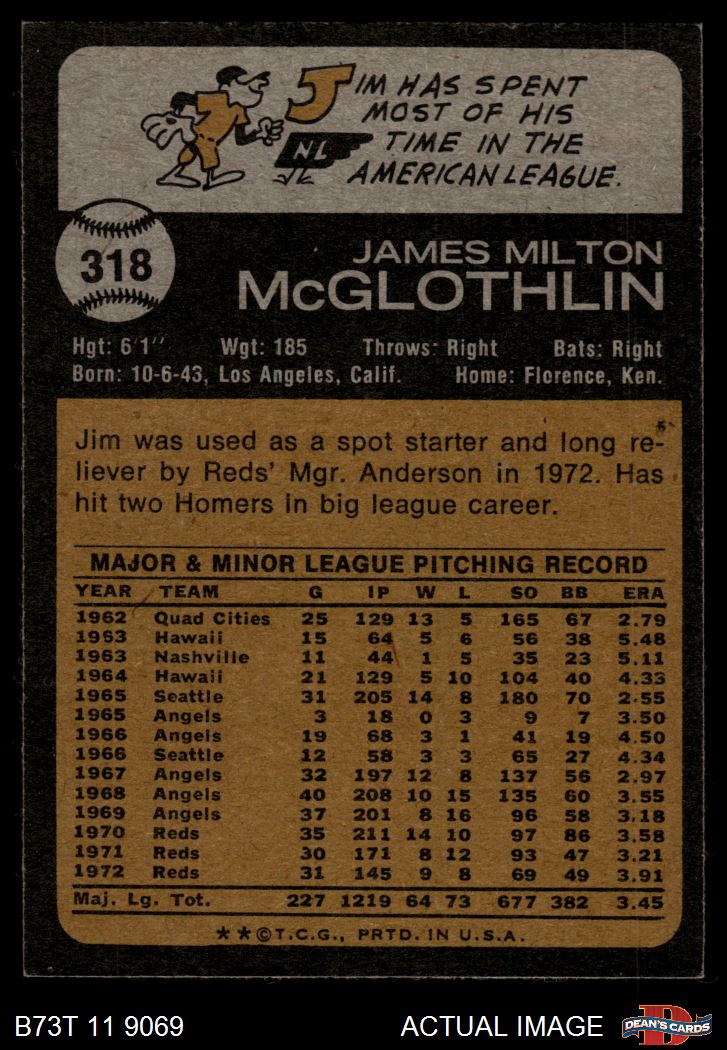 JIM HAS SPENT
MOST OF HIS
NL TIME IN THE
AMERICAN LEAGUE.
318
JAMES MILTON
McGLOTHLIN
Hgt: 6'1" Wgt: 185 Throws: Right Bats: Right
Born: 10-6-43, Los Angeles, Calif. Home: Florence, Ken.
Jim was used as a spot starter and long re-
liever by Reds' Mgr. Anderson in 1972. Has
hit two Homers in big league career.
MAJOR & MINOR LEAGUE PITCHING RECORD
YEAR TEAM G IP W L SO BB ERA
1962 Quad Cities 25 129 13 5 165 67 2.79
1963 Hawaii 15 64 5 6 56 38 5.48
1963 Nashville 11 44 1 5 35 23 5.11
1964 Hawaii 21 129 5 10 104 40 4.33
1965 Seattle 31 205 14 8 180 70 2.55
1965 Angels 3 18 0 3 9 7 3.50
1966 Angels 19 68 3 1 41 19 4.50
1966 Seattle 12 58 3 3 65 27 4.34
1967 Angels 32 197 12 8 137 56 2.97
1968 Angels 40 208 10 15 135 60 3.55
1969 Angels 37 201 8 16 96 58 3.18
1970 Reds 35 211 14 10 97 86 3.58
1971 Reds 30 171 8 12 93 47 3.21
1972 Reds 31 145 9 8 69 49 3.91
Maj. Lg. Tot. 227 1219 64 73 677 382 3.45
★★©T.C.G., PRTD. IN U.S.A.
B73T 11 9069 ACTUAL IMAGE D DEAN'S CARDS